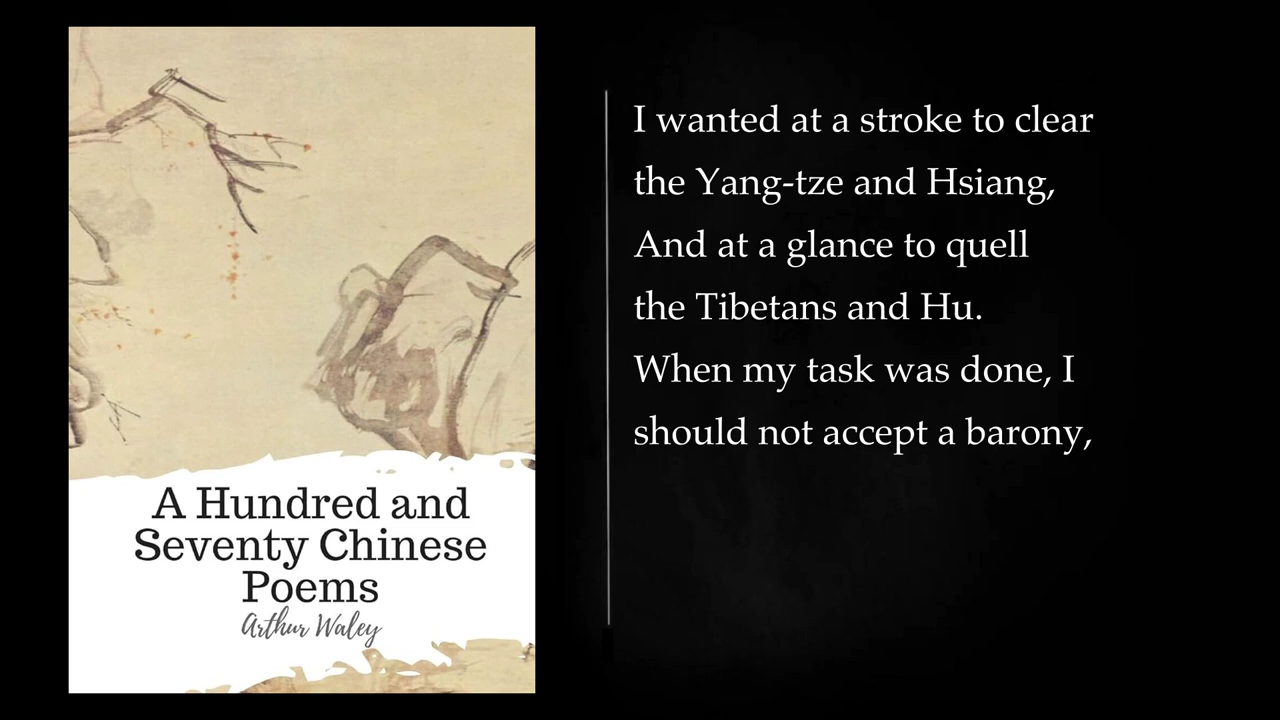 A Hundred and
Seventy Chinese
Poems
Arthur Waley
I wanted at a stroke to clear
the Yang-tze and Hsiang,
And at a glance to quell
the Tibetans and Hu.
When my task was done, I
should not accept a barony,